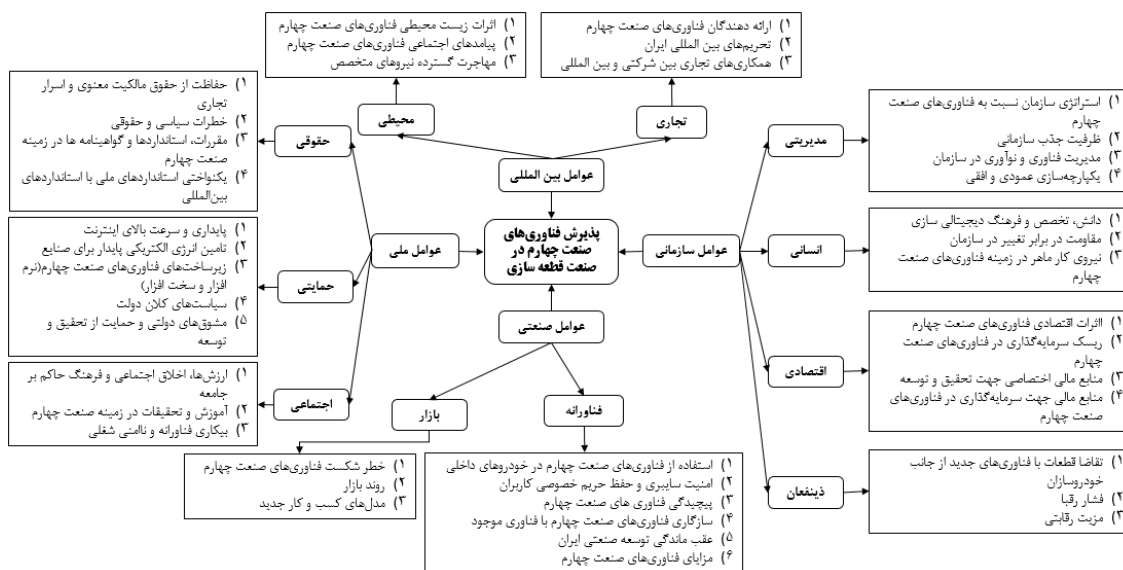 ۱) اثرات زیست محیطی فناوری‌های صنعت چهارم
۲) پیامدهای اجتماعی فناوری‌های صنعت چهارم
۳) مهاجرت گسترده نیروهای متخصص
۱) ارائه دهندگان فناوری‌های صنعت چهارم
۲) تحریم‌های بین المللی ایران
۳) همکاری‌های تجاری بین شرکتی و بین المللی
محیطی
تجاری
عوامل بین المللی
۱) استراتژی سازمان نسبت به فناوری‌های صنعت
چهارم
۲) ظرفیت جذب سازمانی
۳) مدیریت فناوری و نوآوری در سازمان
۴) یکپارچه‌سازی عمودی و افقی
مدیریتی
۱) دانش، تخصص و فرهنگ دیجیتالی سازی
۲) مقاومت در برابر تغییر در سازمان
۳) نیروی کار ماهر در زمینه فناوری‌های صنعت
چهارم
انسانی
۱) ااثرات اقتصادی فناوری‌های صنعت چهارم
۲) ریسک سرمایه‌گذاری در فناوری‌های صنعت
چهارم
۳) منابع مالی اختصاصی جهت تحقیق و توسعه
۴) منابع مالی جهت سرمایه‌گذاری در فناوری‌های
صنعت چهارم
اقتصادی
۱) تقاضا قطعات با فناوری‌های جدید از جانب
خودروسازان
۲) فشار رقبا
۳) مزیت رقابتی
ذینفعان
عوامل سازمانی
پذیرش فناوری‌های
صنعت چهارم در
صنعت قطعه سازی
عوامل ملی
حقوقی
۱) حفاظت از حقوق مالکیت معنوی و اسرار
تجاری
۲) خطرات سیاسی و حقوقی
۳) مقررات، استانداردها و گواهینامه ها در زمینه
صنعت چهارم
۴) یکنواختی استانداردهای ملی با استانداردهای
بین‌المللی
حمایتی
۱) پایداری و سرعت بالای اینترنت
۲) تامین انرژی الکتریکی پایدار برای صنایع
۳) زیرساخت‌های فناوری‌های صنعت چهارم(نرم
افزار و سخت افزار)
۴) سیاست‌های کلان دولت
۵) مشوق‌های دولتی و حمایت از تحقیق و
توسعه
اجتماعی
۱) ارزش‌ها، اخلاق اجتماعی و فرهنگ حاکم بر
جامعه
۲) آموزش و تحقیقات در زمینه صنعت چهارم
۳) بیکاری فناورانه و ناامنی شغلی
عوامل صنعتی
فناورانه
بازار
۱) استفاده از فناوری‌های صنعت چهارم در خودروهای داخلی
۲) امنیت سایبری و حفظ حریم خصوصی کاربران
۳) پیچیدگی فناوری های صنعت چهارم
۴) سازگاری فناوری‌های صنعت چهارم با فناوری موجود
۵) عقب ماندگی توسعه صنعتی ایران
۶) مزایای فناوری‌های صنعت چهارم
۱) خطر شکست فناوری‌های صنعت چهارم
۲) روند بازار
۳) مدل‌های کسب و کار جدید